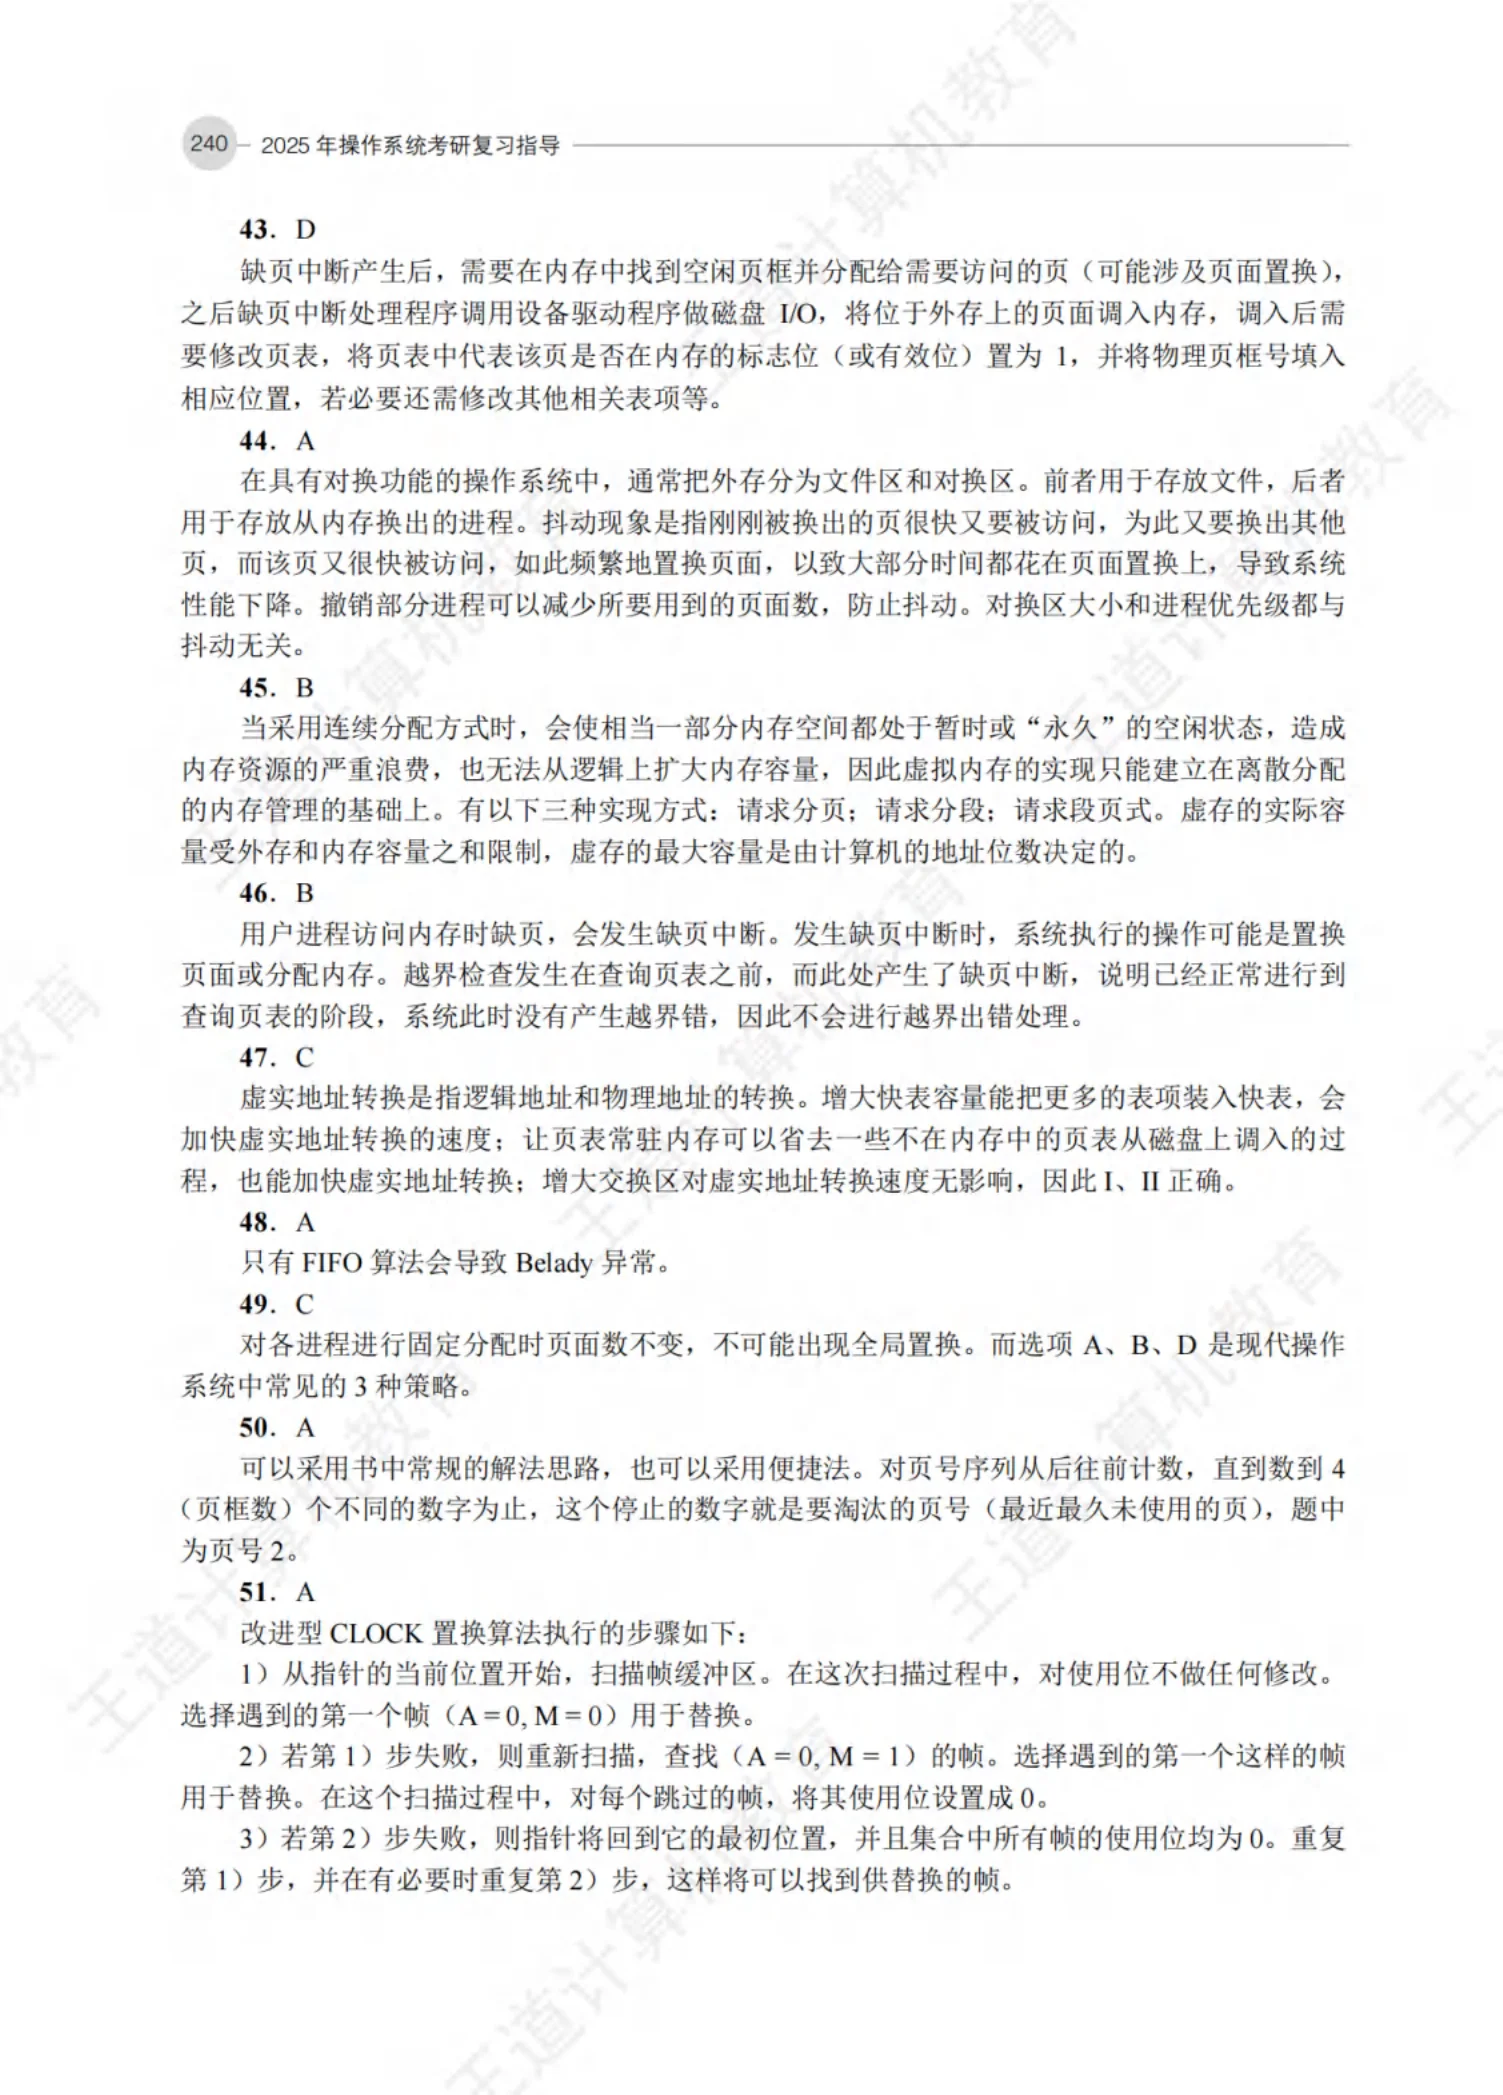 240 2025 年操作系统考研复习指导
43．D
缺页中断产生后，需要在内存中找到空闲页框并分配给需要访问的页（可能涉及页面置换），
之后缺页中断处理程序调用设备驱动程序做磁盘 I/O，将位于外存上的页面调入内存，调入后需
要修改页表，将页表中代表该页是否在内存的标志位（或有效位）置为 1，并将物理页框号填入
相应位置，若必要还需修改其他相关表项等。
44．A
在具有对换功能的操作系统中，通常把外存分为文件区和对换区。前者用于存放文件，后者
用于存放从内存换出的进程。抖动现象是指刚刚被换出的页很快又要被访问，为此又要换出其他
页，而该页又很快被访问，如此频繁地置换页面，以致大部分时间都花在页面置换上，导致系统
性能下降。撤销部分进程可以减少所要用到的页面数，防止抖动。对换区大小和进程优先级都与
抖动无关。
45．B
当采用连续分配方式时，会使相当一部分内存空间都处于暂时或“永久”的空闲状态，造成
内存资源的严重浪费，也无法从逻辑上扩大内存容量，因此虚拟内存的实现只能建立在离散分配
的内存管理的基础上。有以下三种实现方式：请求分页；请求分段；请求段页式。虚存的实际容
量受外存和内存容量之和限制，虚存的最大容量是由计算机的地址位数决定的。
46．B
用户进程访问内存时缺页，会发生缺页中断。发生缺页中断时，系统执行的操作可能是置换
页面或分配内存。越界检查发生在查询页表之前，而此处产生了缺页中断，说明已经正常进行到
查询页表的阶段，系统此时没有产生越界错，因此不会进行越界出错处理。
47．C
虚实地址转换是指逻辑地址和物理地址的转换。增大快表容量能把更多的表项装入快表，会
加快虚实地址转换的速度；让页表常驻内存可以省去一些不在内存中的页表从磁盘上调入的过
程，也能加快虚实地址转换；增大交换区对虚实地址转换速度无影响，因此 I、II 正确。
48．A
只有 FIFO 算法会导致 Belady 异常。
49．C
对各进程进行固定分配时页面数不变，不可能出现全局置换。而选项 A、B、D 是现代操作
系统中常见的 3 种策略。
50．A
可以采用书中常规的解法思路，也可以采用便捷法。对页号序列从后往前计数，直到数到 4
（页框数）个不同的数字为止，这个停止的数字就是要淘汰的页号（最近最久未使用的页），题中
为页号 2。
51．A
改进型 CLOCK 置换算法执行的步骤如下：
1）从指针的当前位置开始，扫描帧缓冲区。在这次扫描过程中，对使用位不做任何修改。
选择遇到的第一个帧（A = 0, M = 0）用于替换。
2）若第 1）步失败，则重新扫描，查找（A = 0, M = 1）的帧。选择遇到的第一个这样的帧
用于替换。在这个扫描过程中，对每个跳过的帧，将其使用位设置成 0。
3）若第 2）步失败，则指针将回到它的最初位置，并且集合中所有帧的使用位均为 0。重复
第 1）步，并在有必要时重复第 2）步，这样将可以找到供替换的帧。
王道计算机教育
王道计算机教育
王道计算机教育
王道计算机教育
王道计算机教育
王道计算机教育
王道计算机教育
教育